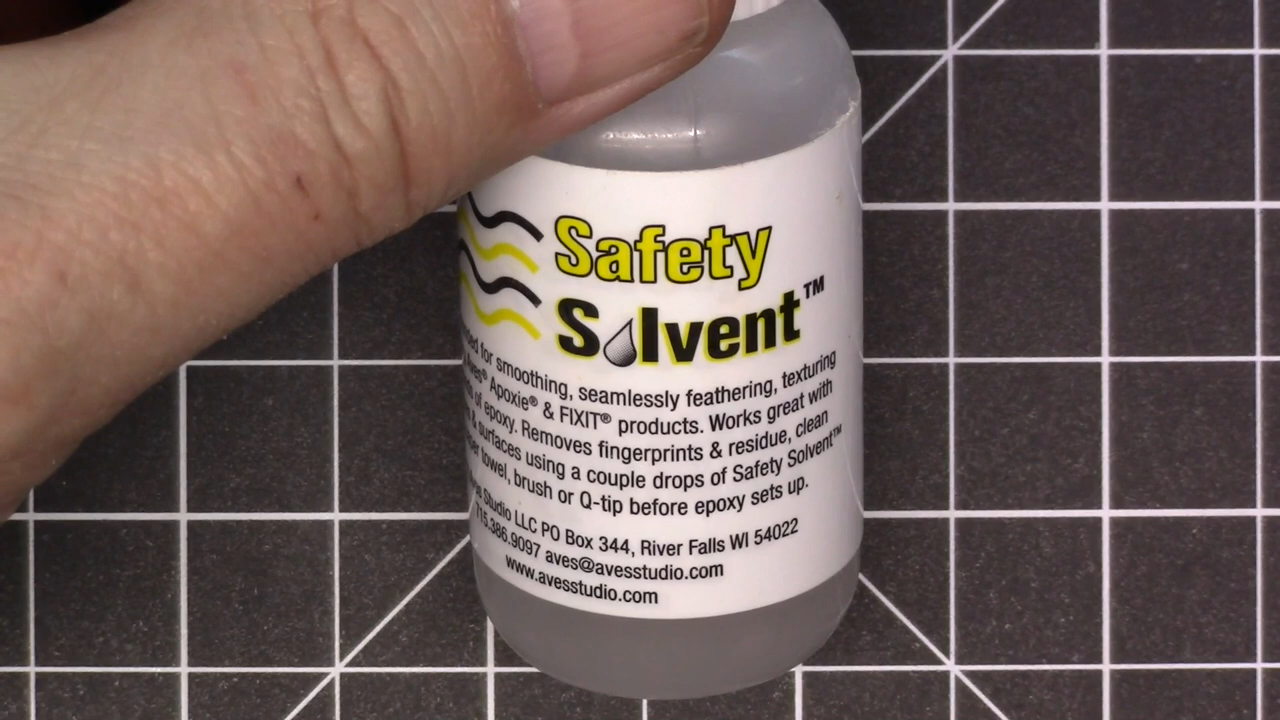 Safety
Solvent™
for smoothing, seamlessly feathering, texturing
Aves® Apoxie® & FIXIT® products. Works great with
of epoxy. Removes fingerprints & residue, clean
& surfaces using a couple drops of Safety Solvent™
towel, brush or Q-tip before epoxy sets up.
Studio LLC PO Box 344, River Falls WI 54022
715.386.9097 aves@avesstudio.com
www.avesstudio.com